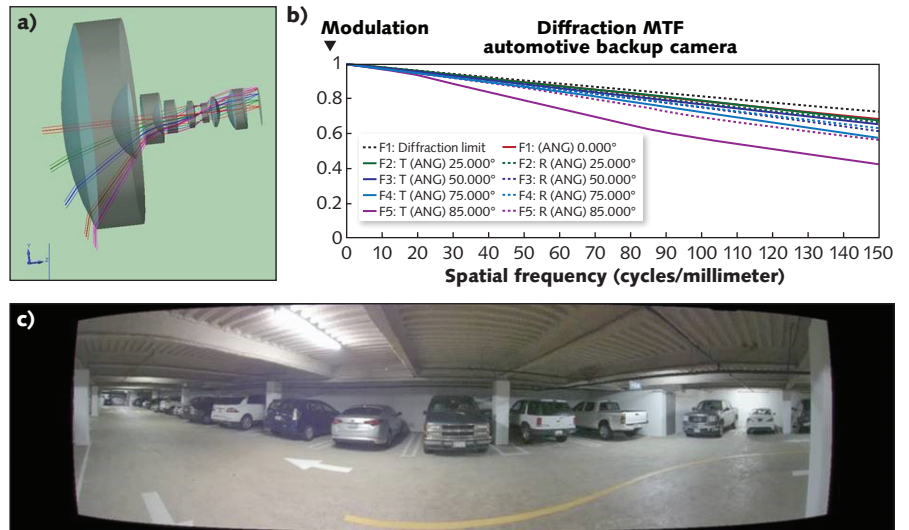 a)
Y
Z
b)
Modulation
Diffraction MTF
automotive backup camera
1
0.8
0.6
0.4
0.2
0
F1: Diffraction limit
F1: (ANG) 0.000°
F2: T (ANG) 25.000°
F2: R (ANG) 25.000°
F3: T (ANG) 50.000°
F3: R (ANG) 50.000°
F4: T (ANG) 75.000°
F4: R (ANG) 75.000°
F5: T (ANG) 85.000°
F5: R (ANG) 85.000°
0 10 20 30 40 50 60 70 80 90 100 110 120 130 140 150
Spatial frequency (cycles/millimeter)
c)